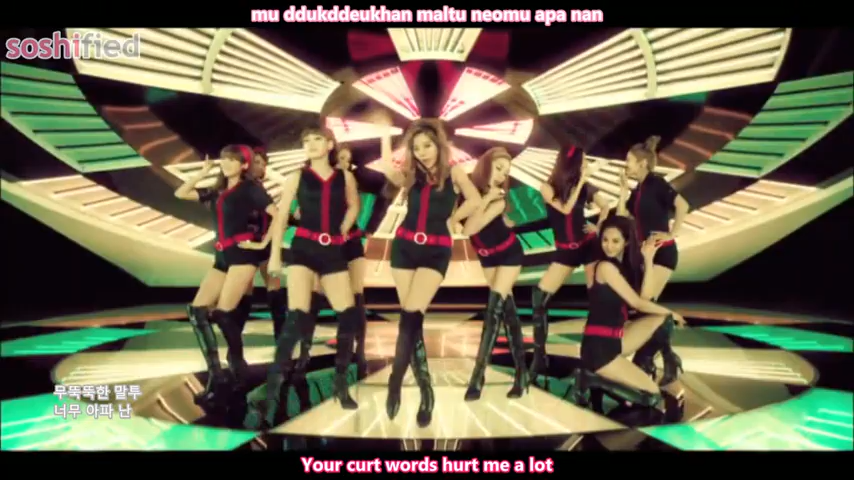 mu ddukddeukhan maltu neomu apa nan
soshified
무뚝뚝한 말투
너무 아파 난
Your curt words hurt me a lot